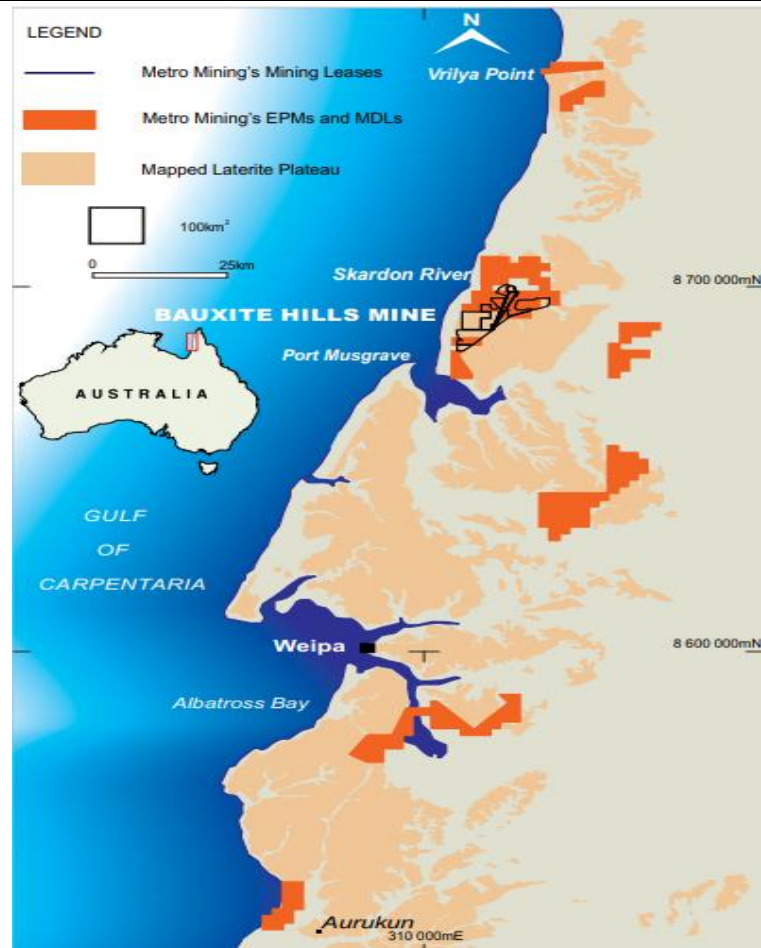 LEGEND
N
Metro Mining's Mining Leases
Vrilya Point
Metro Mining's EPMs and MDLs
Mapped Laterite Plateau
100km²
0 25km
Skardon River
8 700 000mN
BAUXITE HILLS MINE
Port Musgrave
AUSTRALIA
GULF
OF
CARPENTARIA
Weipa
8 600 000mN
Albatross Bay
Aurukun
310 000mE